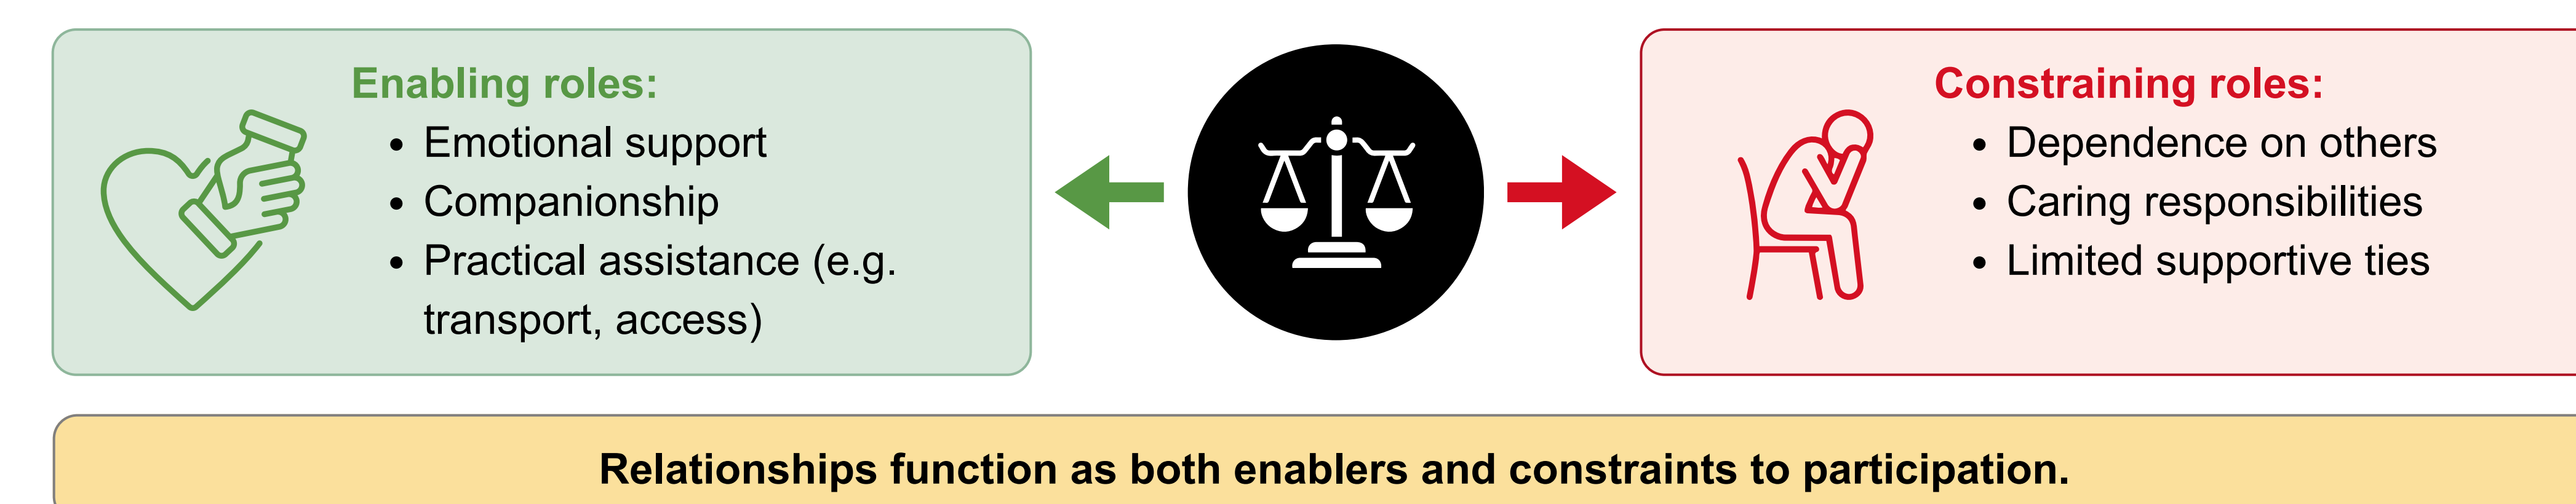 Enabling roles:
• Emotional support
• Companionship
• Practical assistance (e.g.
transport, access)
Constraining roles:
• Dependence on others
• Caring responsibilities
• Limited supportive ties
Relationships function as both enablers and constraints to participation.